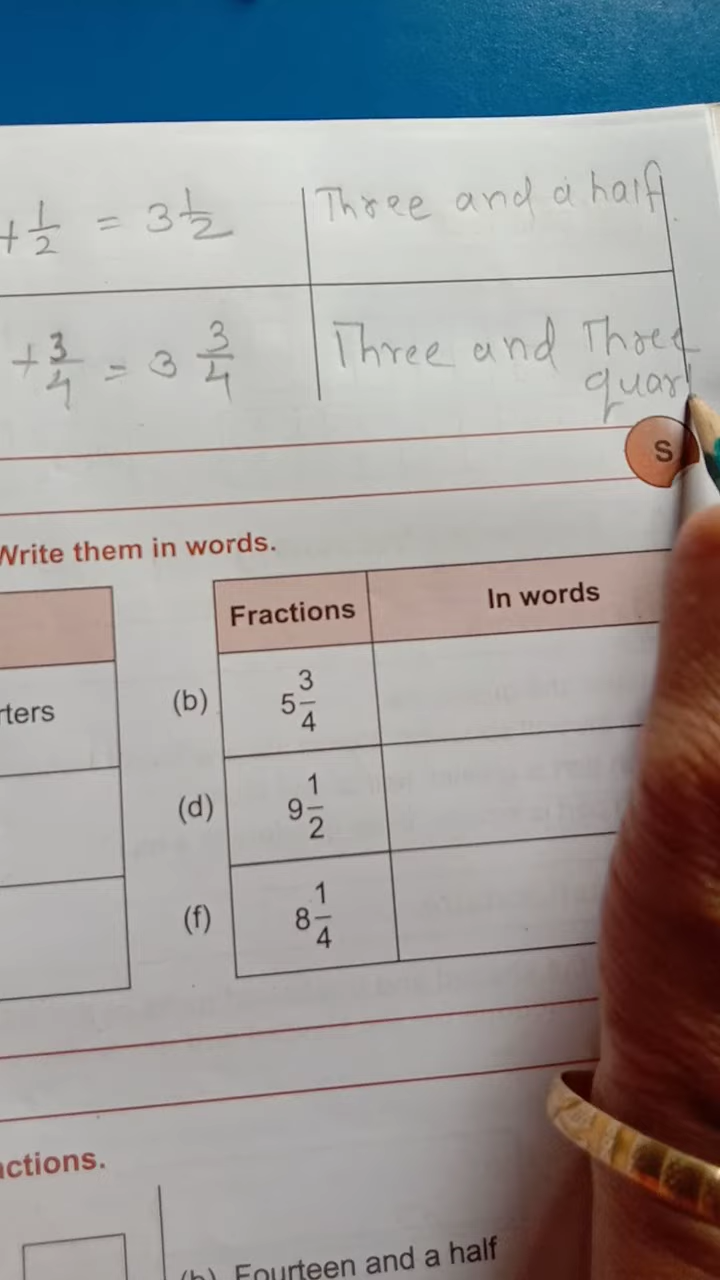 + 1/2 = 3 1/2 Three and a half
+ 3/4 = 3 3/4 Three and Three
quar
S
Write them in words.
Fractions In words
rters (b) 5 3/4
(d) 9 1/2
(f) 8 1/4
actions.
(h) Fourteen and a half